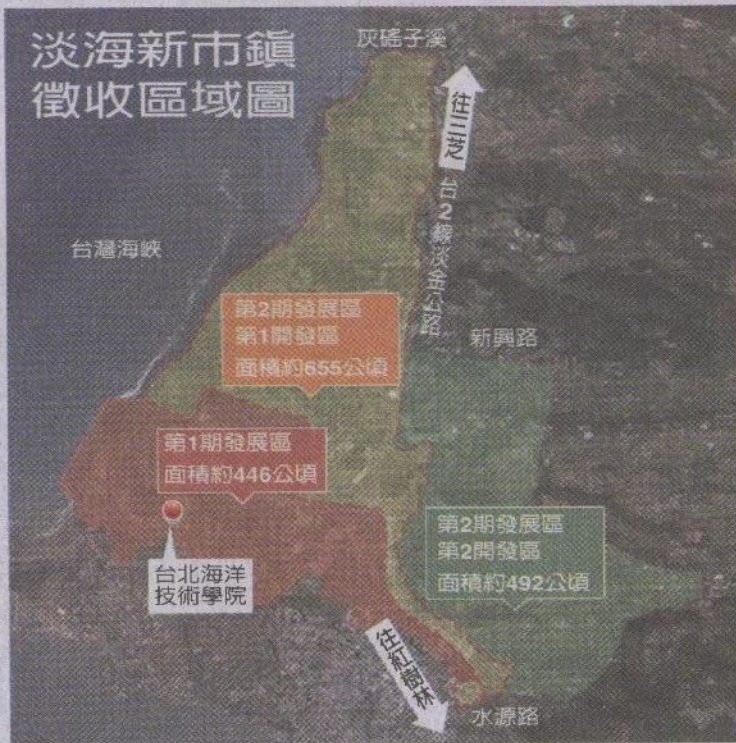 淡海新市鎮
徵收區域圖
灰磘子溪
往三芝
台2線淡金公路
台灣海峽
第2期發展區
第1開發區
面積約655公頃
新興路
第1期發展區
面積約446公頃
台北海洋
技術學院
第2期發展區
第2開發區
面積約492公頃
往紅樹林
水源路